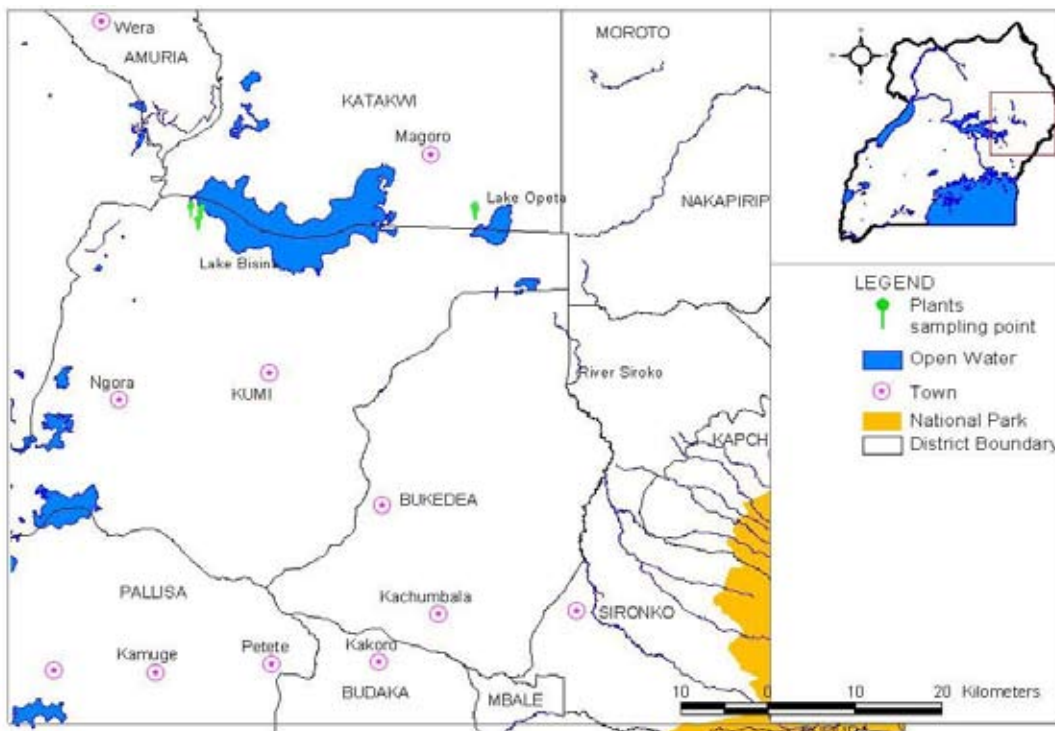 Wera
AMURIA
MOROTO
KATAKWI
Magoro
NAKAPIRIP
Lake Opeta
Lake Bisina
LEGEND
Plants
sampling point
Open Water
Town
National Park
District Boundary
River Siroko
Ngora
KUMI
KAPCH
BUKEDEA
PALLISA
Kachumbala
SIRONKO
Kamuge
Petete
Kakoro
BUDAKA
MBALE
10 0 10 20 Kilometers